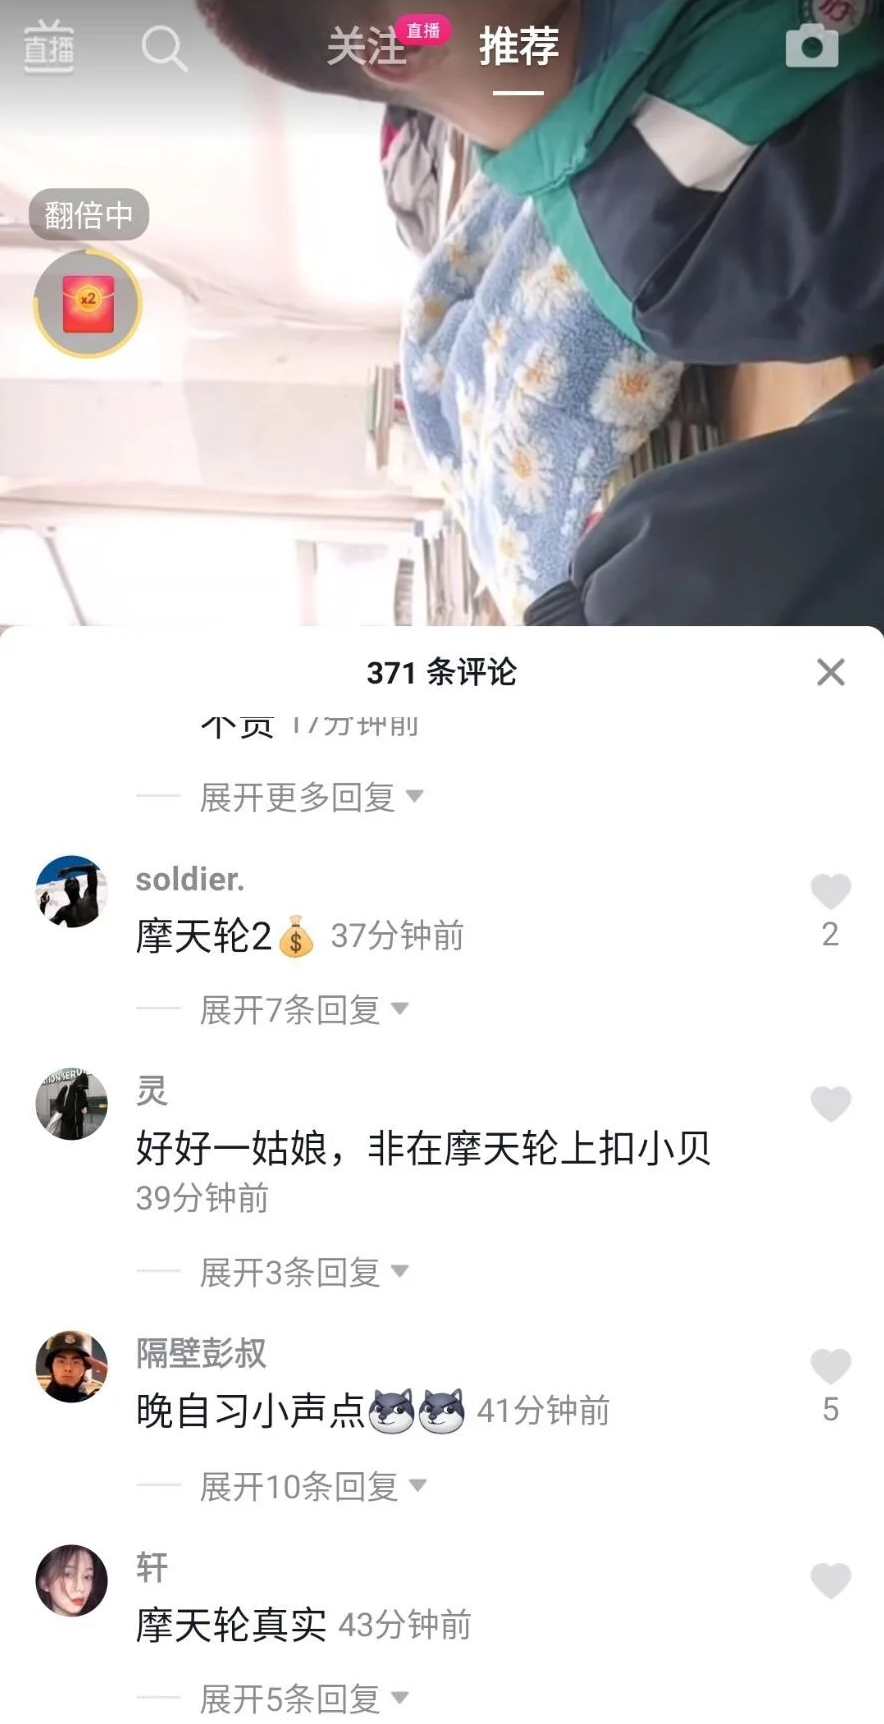 直播
关注
直播
推荐
翻倍中
x2
371 条评论
不贵 17分钟前
展开更多回复
soldier.
摩天轮2 37分钟前
2
展开7条回复
灵
好好一姑娘，非在摩天轮上扣小贝
39分钟前
展开3条回复
隔壁彭叔
晚自习小声点 41分钟前
5
展开10条回复
轩
摩天轮真实 43分钟前
展开5条回复